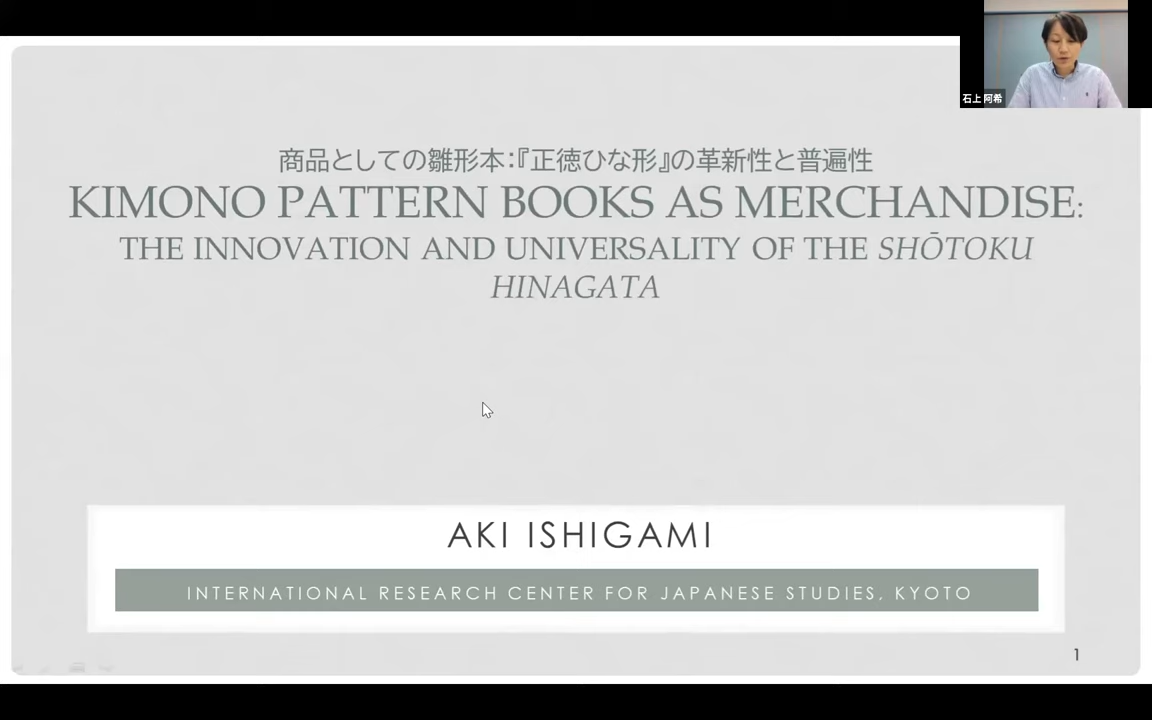 石上 阿希
商品としての雛形本：『正徳ひな形』の革新性と普遍性
KIMONO PATTERN BOOKS AS MERCHANDISE:
THE INNOVATION AND UNIVERSALITY OF THE SHŌTOKU
HINAGATA
AKI ISHIGAMI
INTERNATIONAL RESEARCH CENTER FOR JAPANESE STUDIES, KYOTO
1